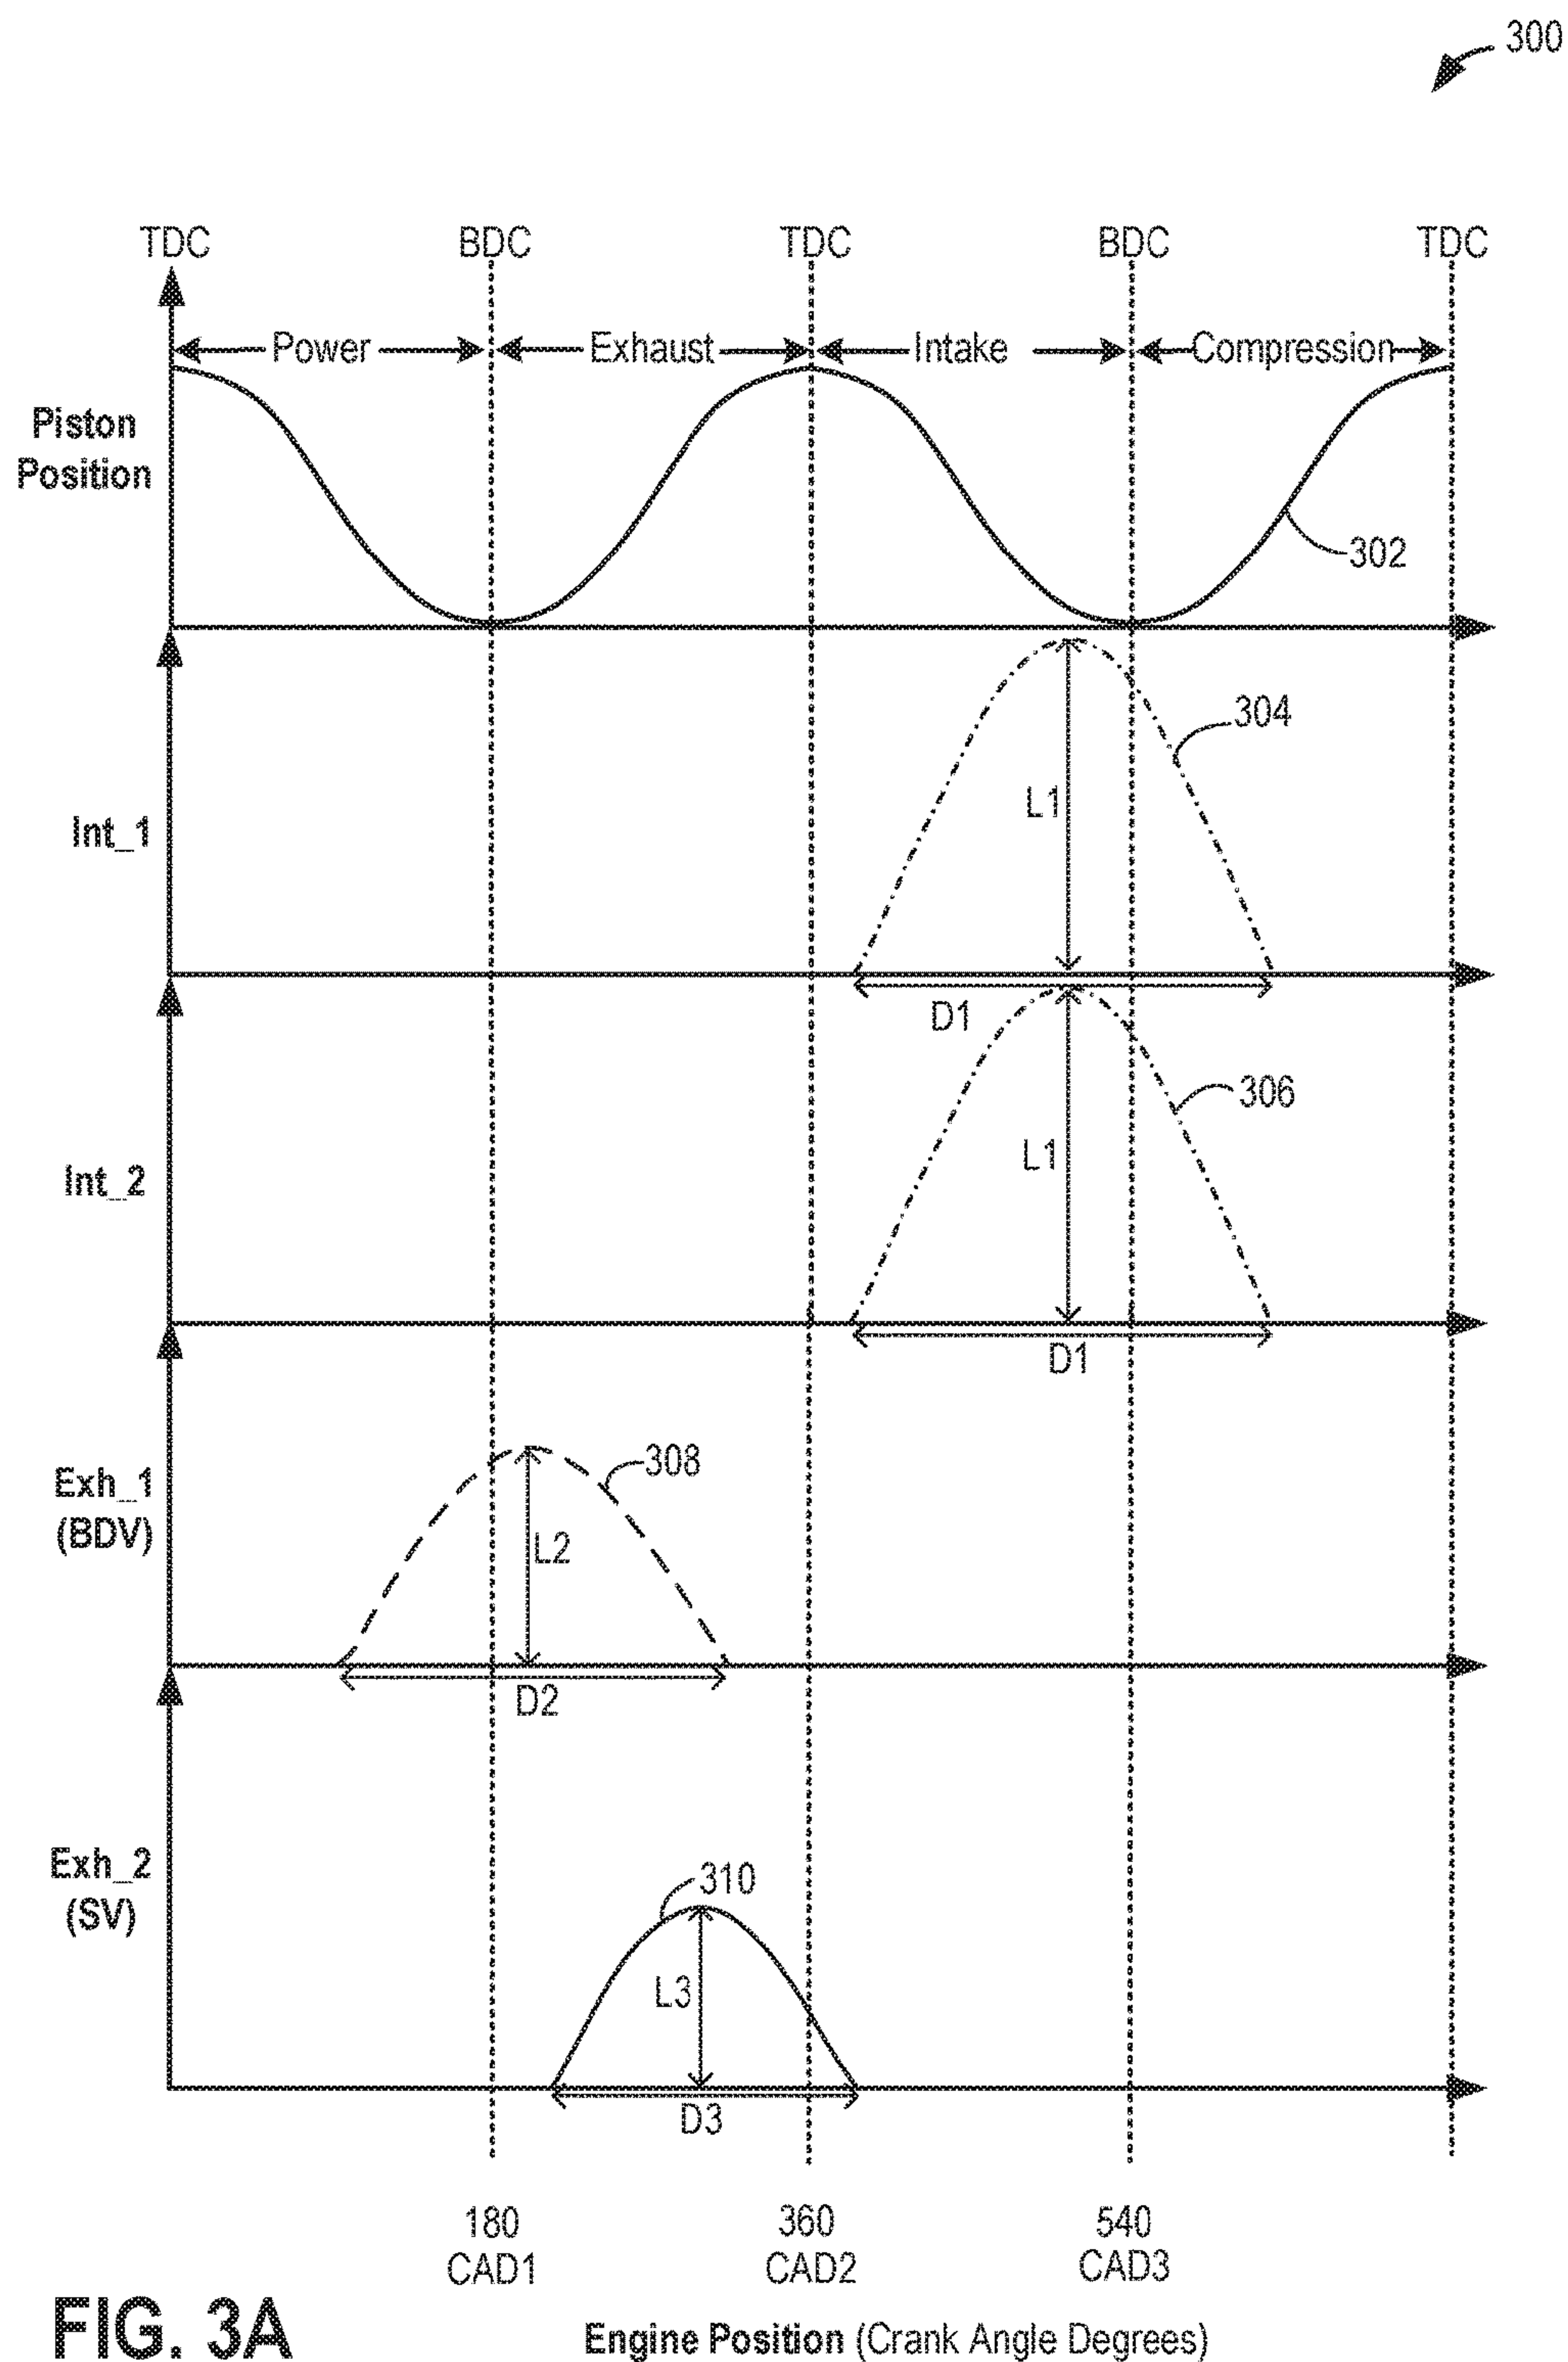 300
TDC BDC TDC BDC TDC
Power Exhaust Intake Compression
Piston
Position
302
304
L1
Int_1
D1
306
L1
Int_2
D1
308
Exh_1
(BDV)
L2
D2
310
Exh_2
(SV)
L3
D3
180 360 540
CAD1 CAD2 CAD3
FIG. 3A
Engine Position (Crank Angle Degrees)